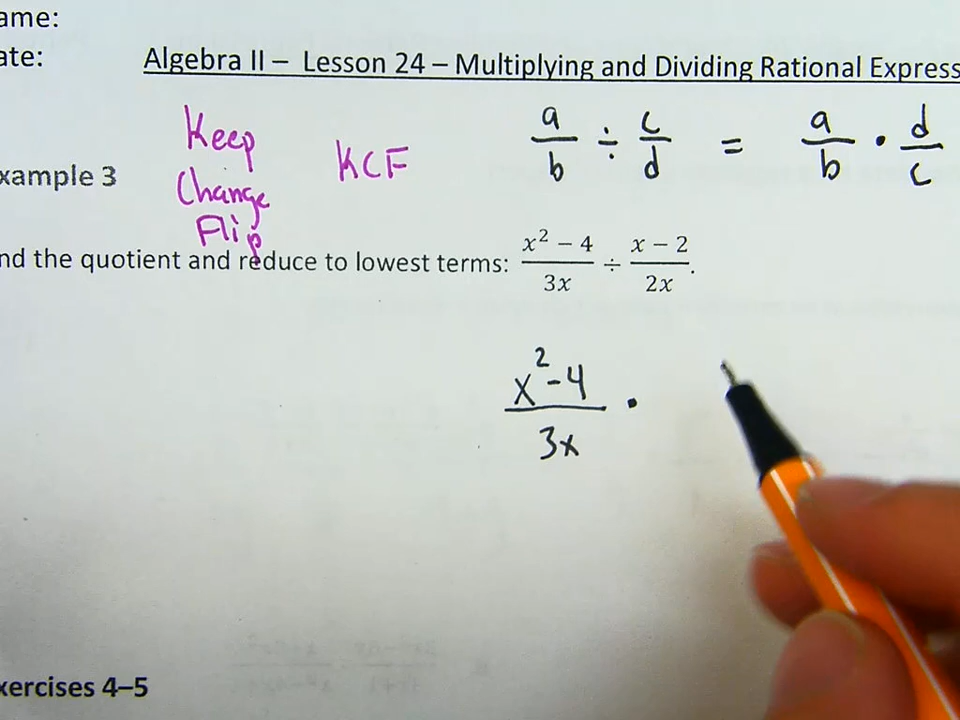 ame:
ate:
Algebra II – Lesson 24 – Multiplying and Dividing Rational Express
Keep
Change
Flip
KCF
a/b ÷ c/d = a/b · d/c
xample 3
nd the quotient and reduce to lowest terms: x² − 4/3x ÷ x − 2/2x.
x² - 4/3x ·
xercises 4–5